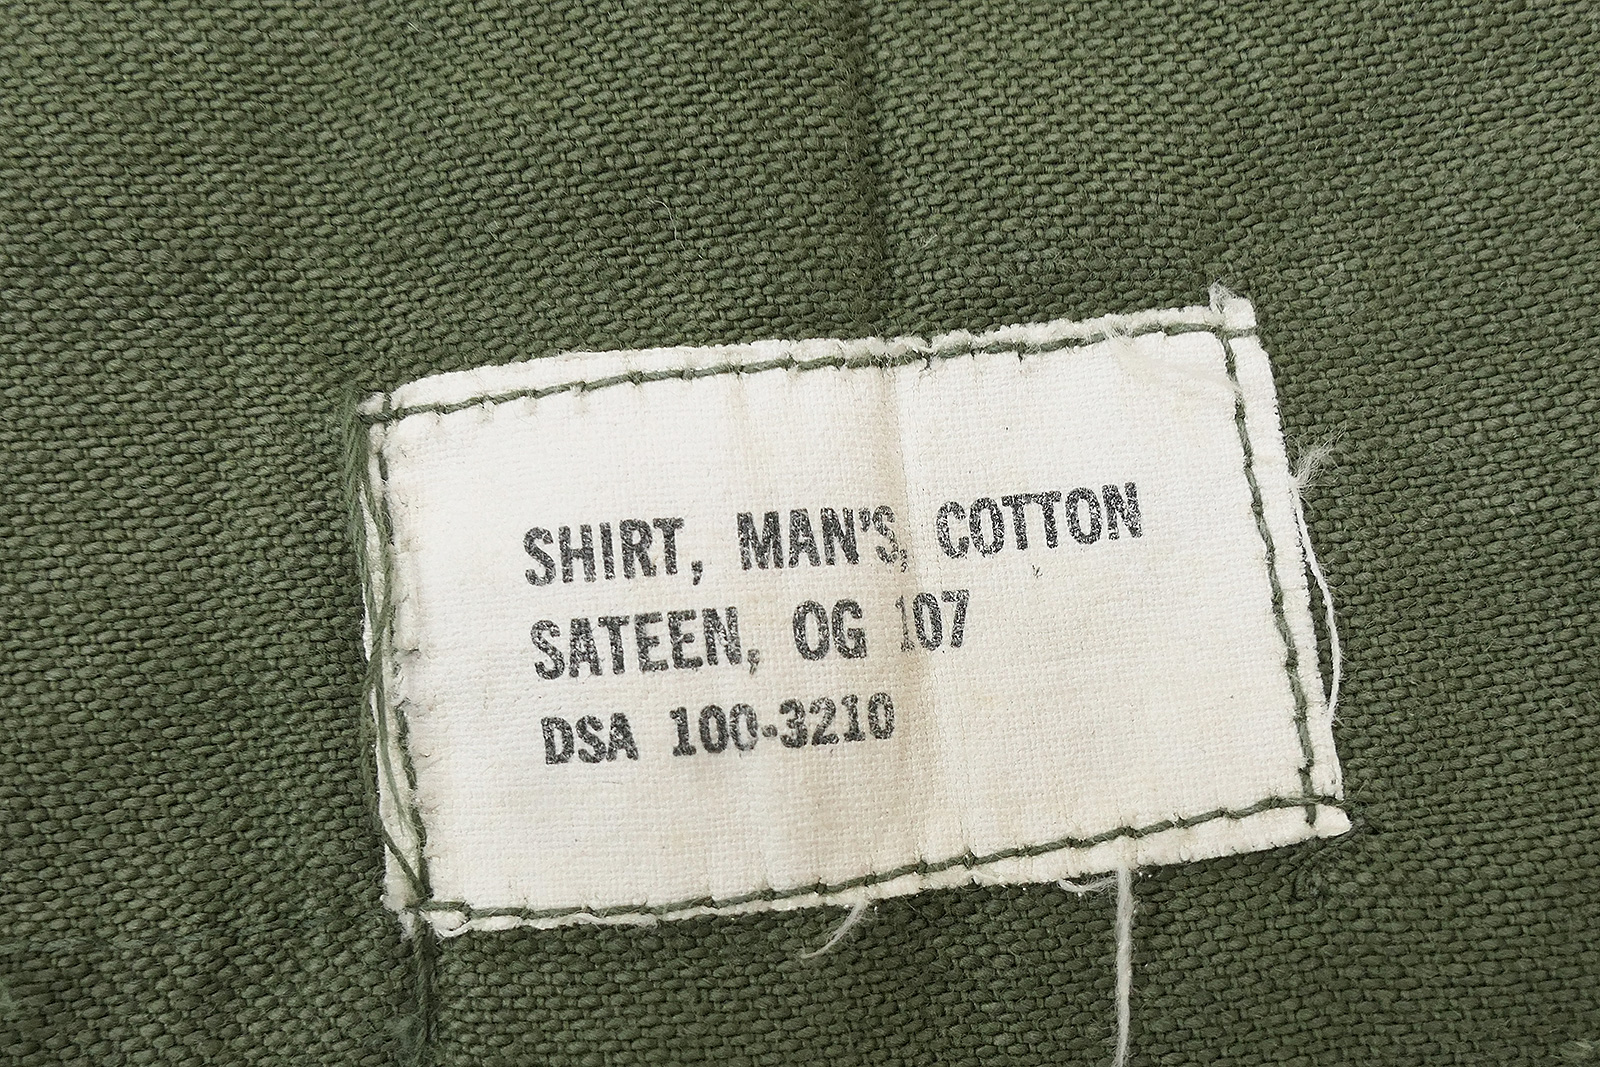 SHIRT, MAN'S, COTTON
SATEEN, OG 107
DSA 100-3210